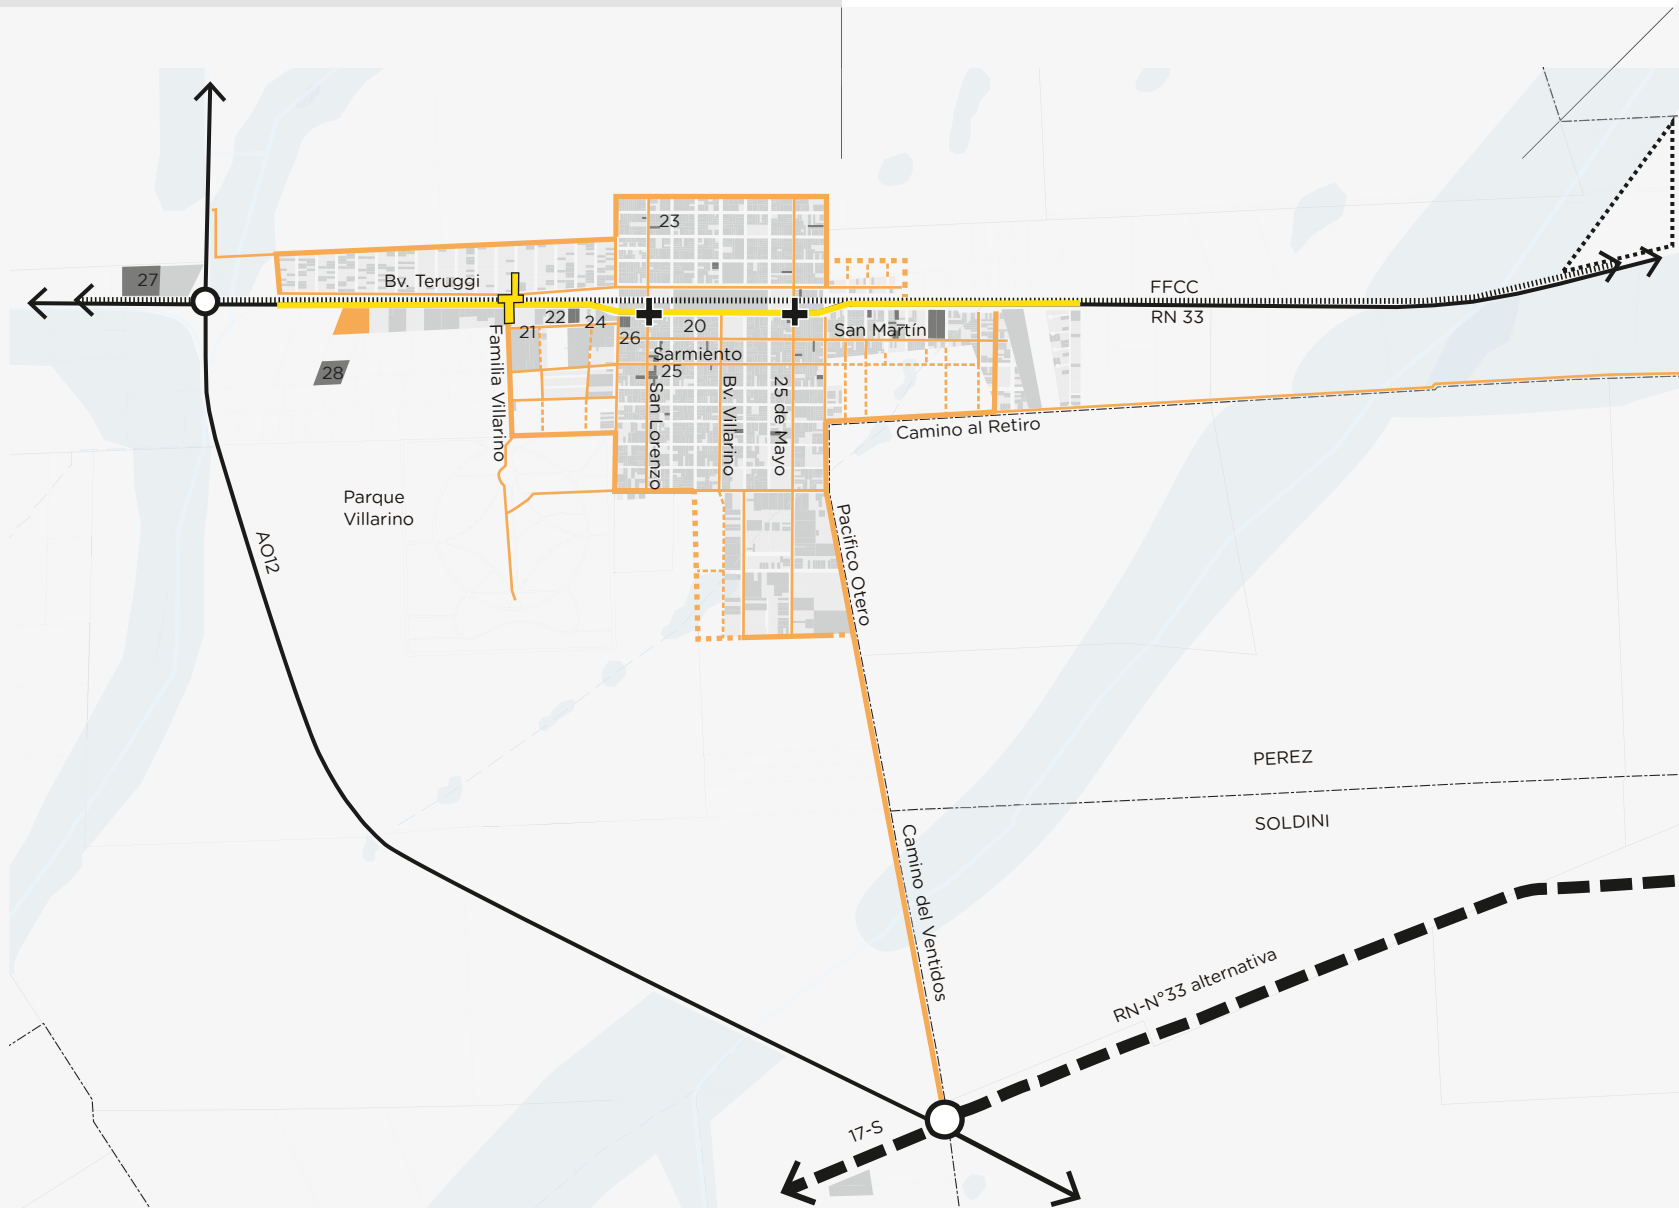 23
27
Bv. Teruggi
FFCC
RN 33
22
24
21
20
26
San Martín
Sarmiento
25
28
Familia Villarino
San Lorenzo
Bv. Villarino
25 de Mayo
Camino al Retiro
Parque
Villarino
AO12
Pacifico Otero
PEREZ
SOLDINI
Camino del Ventidos
RN-N°33 alternativa
17-S